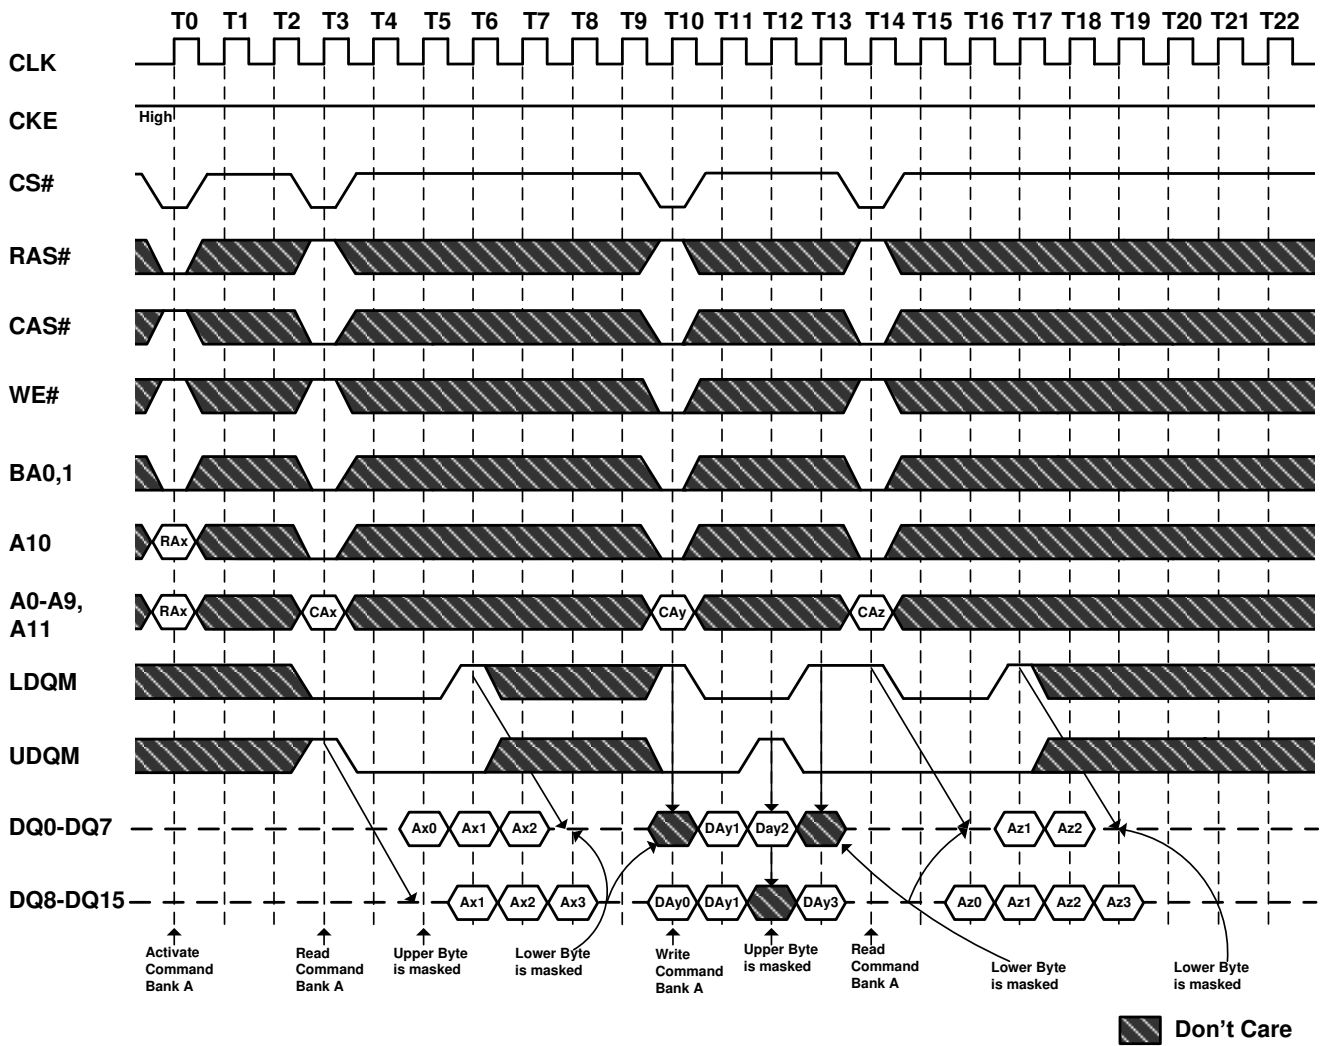 T0 T1 T2 T3 T4 T5 T6 T7 T8 T9 T10 T11 T12 T13 T14 T15 T16 T17 T18 T19 T20 T21 T22
CLK
CKE
High
CS#
RAS#
CAS#
WE#
BA0,1
A10
RAx
A0-A9,
A11
RAx CAx CAy CAz
LDQM
UDQM
DQ0-DQ7
Ax0 Ax1 Ax2 DAy1 Day2 Az1 Az2
DQ8-DQ15
Ax1 Ax2 Ax3 DAy0 DAy1 DAy3 Az0 Az1 Az2 Az3
Activate
Command
Bank A
Read
Command
Bank A
Upper Byte
is masked
Lower Byte
is masked
Write
Command
Bank A
Upper Byte
is masked
Read
Command
Bank A
Lower Byte
is masked
Lower Byte
is masked
Don't Care